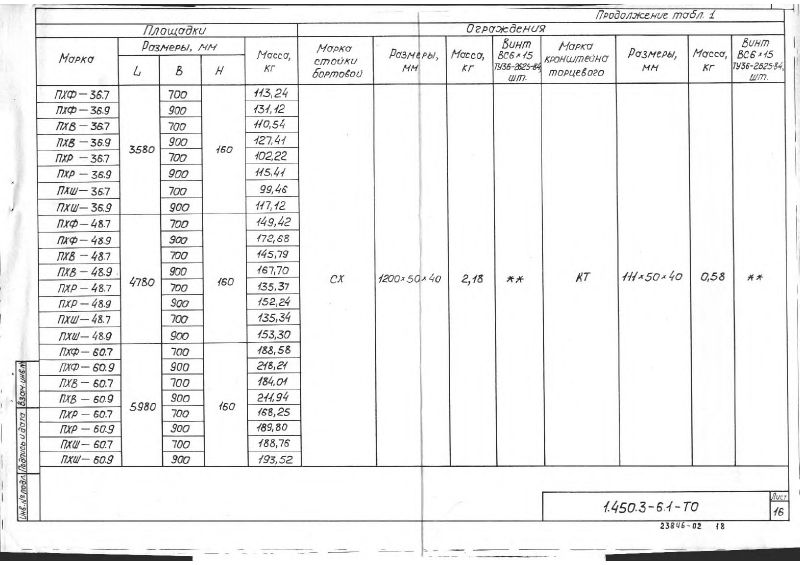 Продолжение табл. 1
Площадки Ограждения
Марка Размеры, мм Масса, кг Марка стойки бортовой Размеры, мм Масса, кг Винт ВС6×15 ТУ36-2625-84, шт. Марка кронштейна торцевого Размеры, мм Масса, кг Винт ВС6×15 ТУ36-2625-84, шт.
L В Н
ПХФ-36.7 3580 700 160 113,24
ПХФ-36.9 900 131,12
ПХВ-36.7 700 110,54
ПХВ-36.9 900 127,41
ПХР-36.7 700 102,22
ПХР-36.9 900 115,41
ПХШ-36.7 700 99,46
ПХШ-36.9 900 117,12
ПХФ-48.7 4780 700 160 149,42
ПХФ-48.9 900 172,68
ПХВ-48.7 700 145,79
ПХВ-48.9 900 167,70 СХ 1200×50×40 2,18 ** КТ 111×50×40 0,58 **
ПХР-48.7 700 135,37
ПХР-48.9 900 152,24
ПХШ-48.7 700 135,34
ПХШ-48.9 900 153,30
ПХФ-60.7 5980 700 160 188,58
ПХФ-60.9 900 218,21
ПХВ-60.7 700 184,01
ПХВ-60.9 900 211,94
ПХР-60.7 700 168,25
ПХР-60.9 900 189,80
ПХШ-60.7 700 188,76
ПХШ-60.9 900 193,52
Инв. № подл. Подпись и дата Взам. инв. №
1.450.3-6.1-ТО
Лист
16
23846-02 18